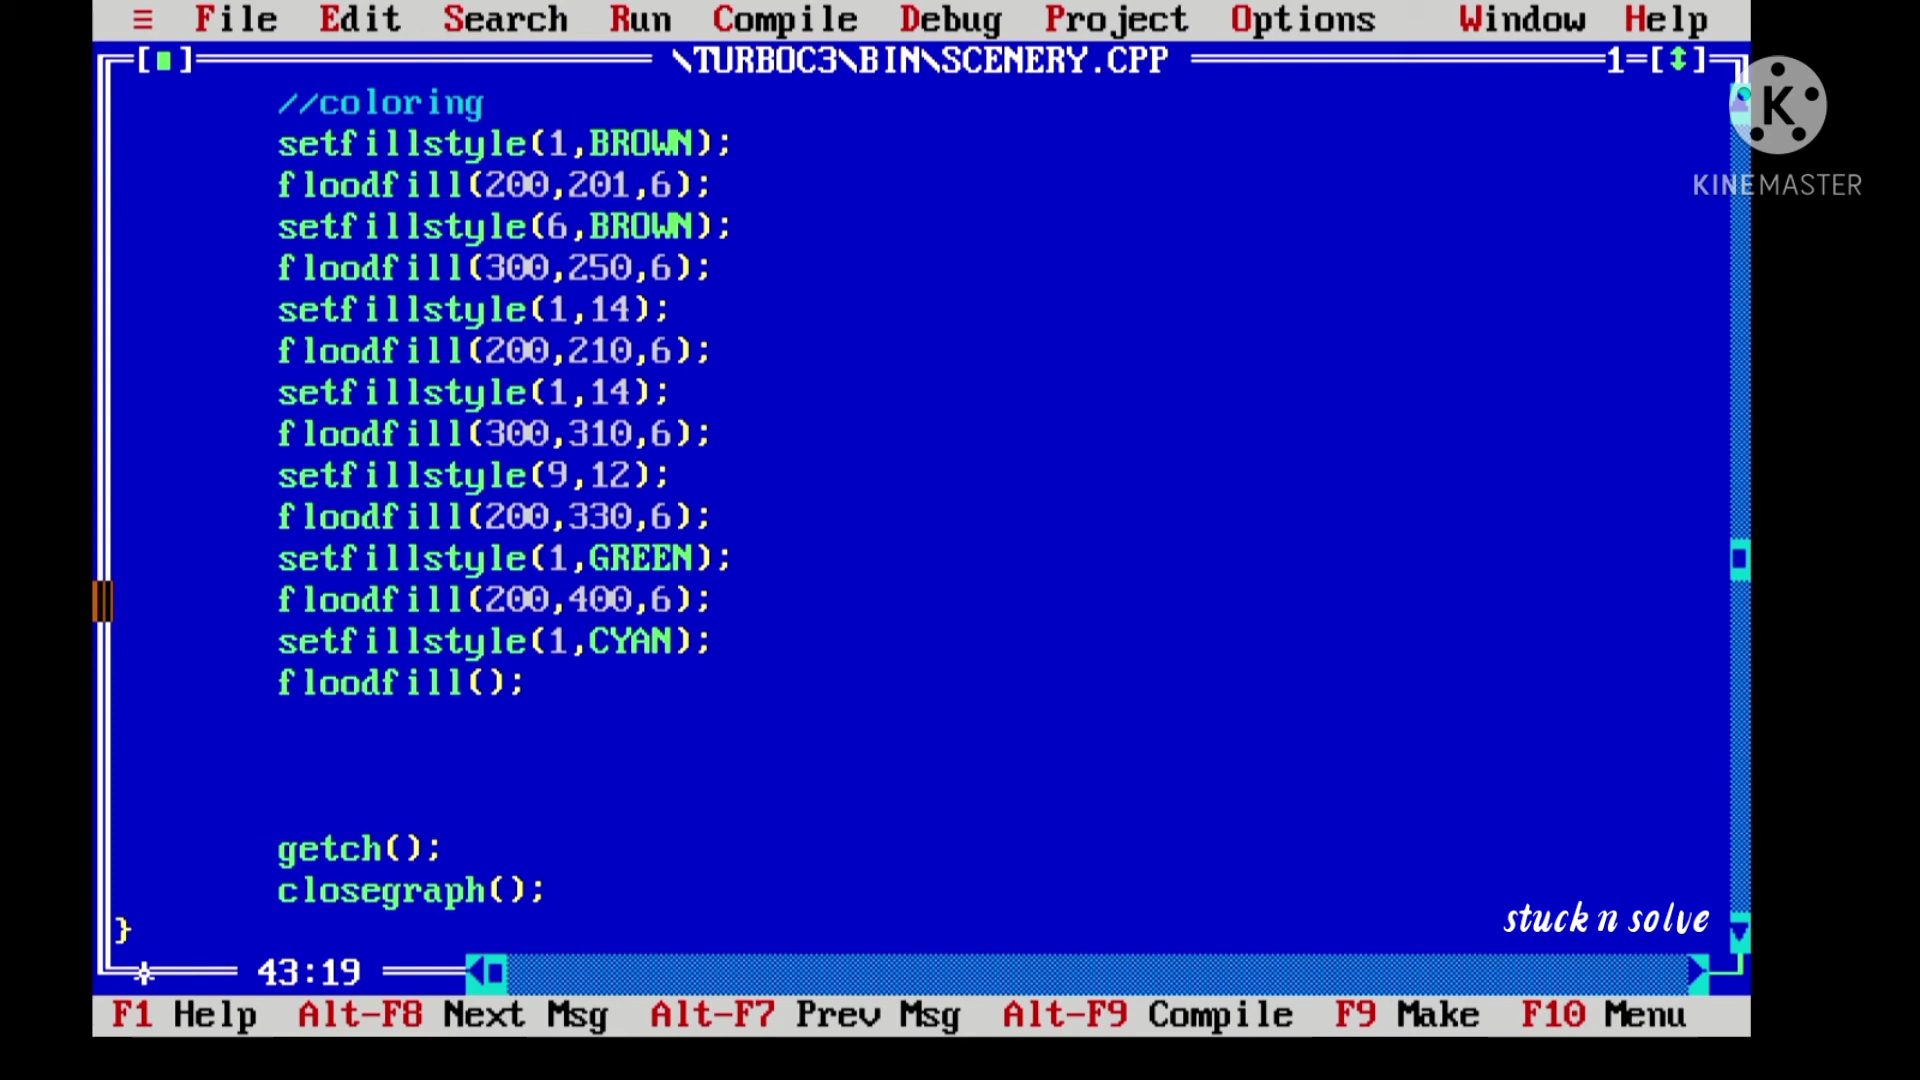 ≡ File Edit Search Run Compile Debug Project Options Window Help
[■] \TURBOC3\BIN\SCENERY.CPP 1=[↕]
K
KINEMASTER
//coloring
setfillstyle(1,BROWN);
floodfill(200,201,6);
setfillstyle(6,BROWN);
floodfill(300,250,6);
setfillstyle(1,14);
floodfill(200,210,6);
setfillstyle(1,14);
floodfill(300,310,6);
setfillstyle(9,12);
floodfill(200,330,6);
setfillstyle(1,GREEN);
floodfill(200,400,6);
setfillstyle(1,CYAN);
floodfill();
getch();
closegraph();
}
stuck n solve
43:19
F1 Help Alt-F8 Next Msg Alt-F7 Prev Msg Alt-F9 Compile F9 Make F10 Menu